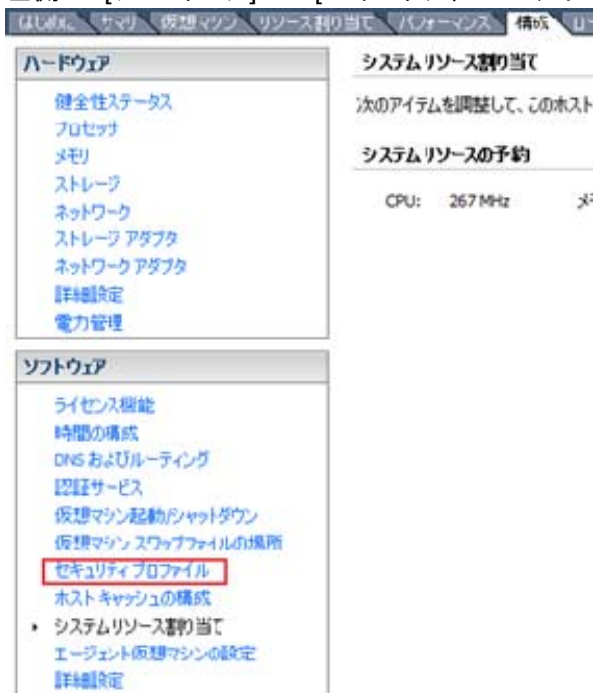 はじめに サマリ 仮想マシン リソース割り当て パフォーマンス 構成
ハードウェア
健全性ステータス
プロセッサ
メモリ
ストレージ
ネットワーク
ストレージ アダプタ
ネットワーク アダプタ
詳細設定
電力管理
ソフトウェア
ライセンス機能
時間の構成
DNS およびルーティング
認証サービス
仮想マシン起動/シャットダウン
仮想マシン スワップファイルの場所
セキュリティ プロファイル
ホスト キャッシュの構成
システムリソース割り当て
エージェント仮想マシンの設定
詳細設定
システムリソース割り当て
次のアイテムを調整して、このホスト
システムリソースの予約
CPU: 267 MHz